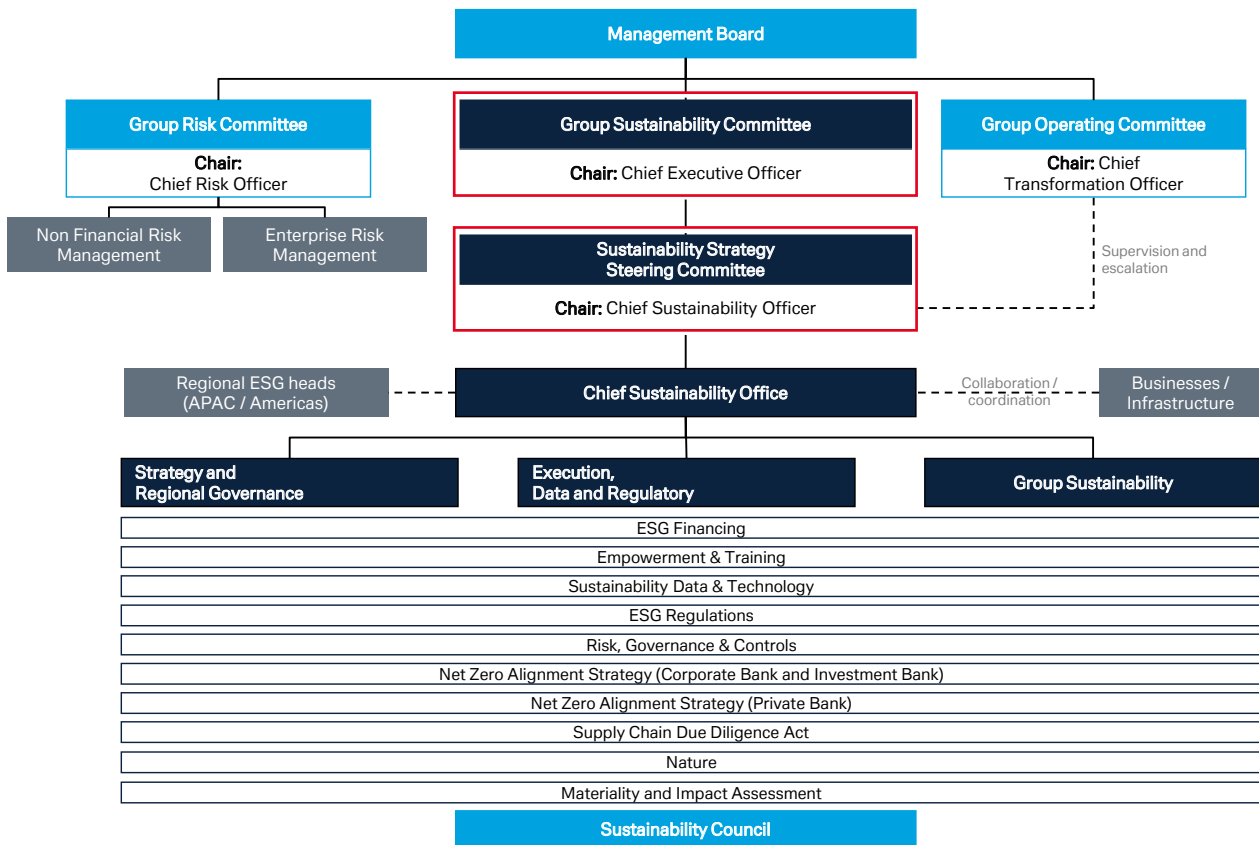 Management Board
Group Risk Committee
Chair:
Chief Risk Officer
Group Sustainability Committee
Chair: Chief Executive Officer
Group Operating Committee
Chair: Chief
Transformation Officer
Non Financial Risk
Management
Enterprise Risk
Management
Sustainability Strategy
Steering Committee
Chair: Chief Sustainability Officer
Supervision and
escalation
Regional ESG heads
(APAC / Americas)
Chief Sustainability Office
Collaboration /
coordination
Businesses /
Infrastructure
Strategy and
Regional Governance
Execution,
Data and Regulatory
Group Sustainability
ESG Financing
Empowerment & Training
Sustainability Data & Technology
ESG Regulations
Risk, Governance & Controls
Net Zero Alignment Strategy (Corporate Bank and Investment Bank)
Net Zero Alignment Strategy (Private Bank)
Supply Chain Due Diligence Act
Nature
Materiality and Impact Assessment
Sustainability Council